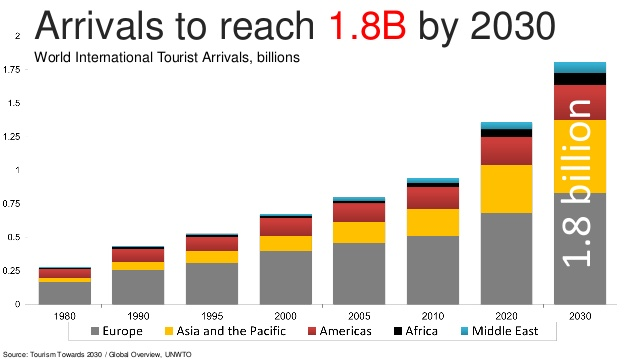 Arrivals to reach 1.8B by 2030
World International Tourist Arrivals, billions
2
1.75
1.5
1.25
1
0.75
0.5
0.25
0
1.8 billion
1980 1990 1995 2000 2005 2010 2020 2030
Europe Asia and the Pacific Americas Africa Middle East
Source: Tourism Towards 2030 / Global Overview, UNWTO